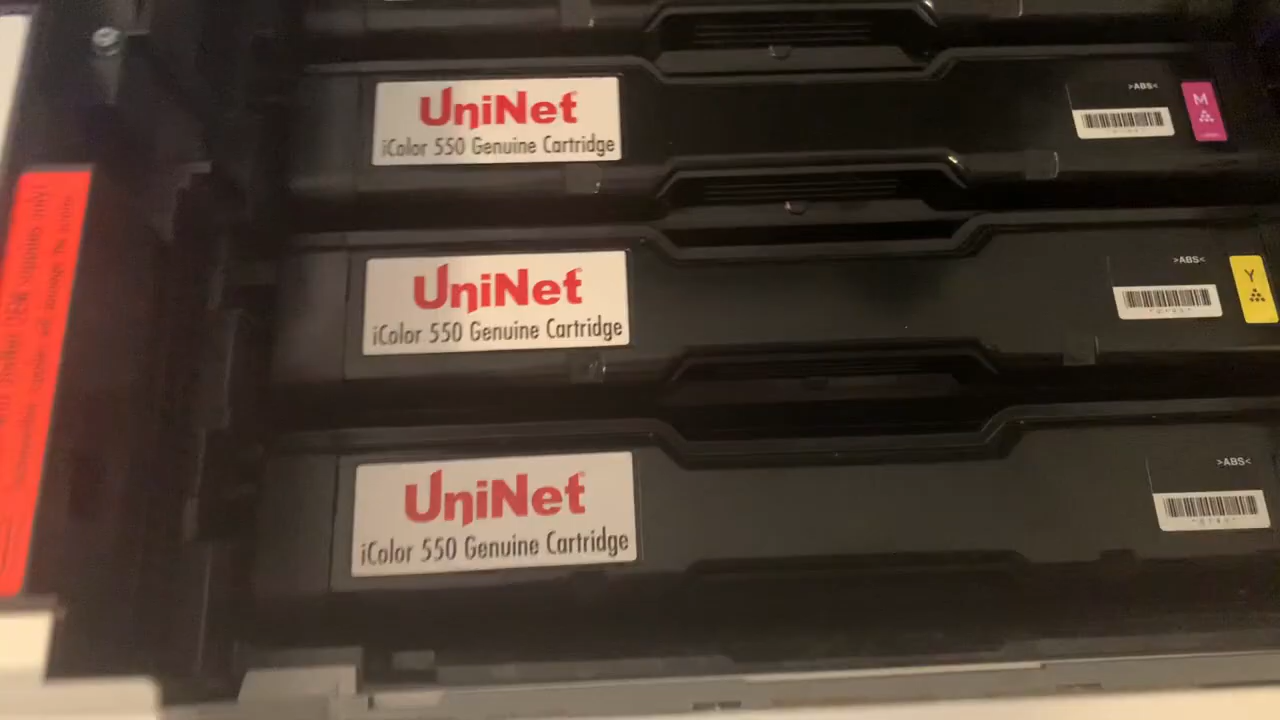 UniNet
iColor 550 Genuine Cartridge
>ABS<
M
UniNet
iColor 550 Genuine Cartridge
>ABS<
Y
UniNet
iColor 550 Genuine Cartridge
>ABS<